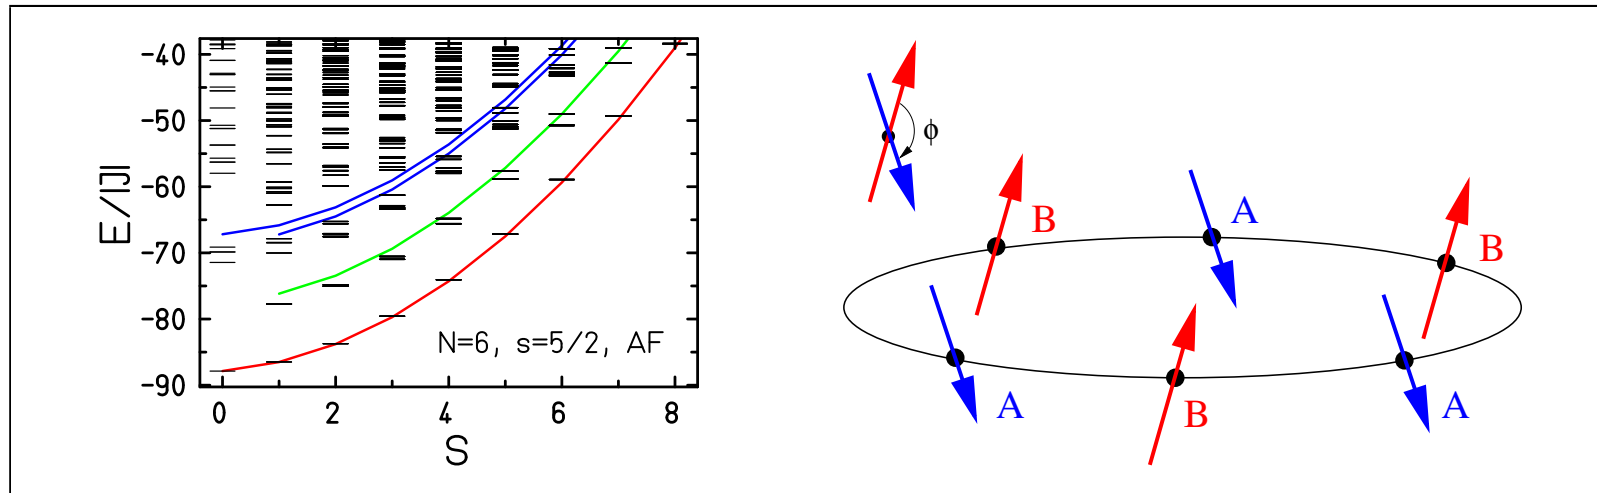 E/|J|
−40
−50
−60
−70
−80
−90
N=6, s=5/2, AF
0 2 4 6 8
S
ϕ
B A B
A B A